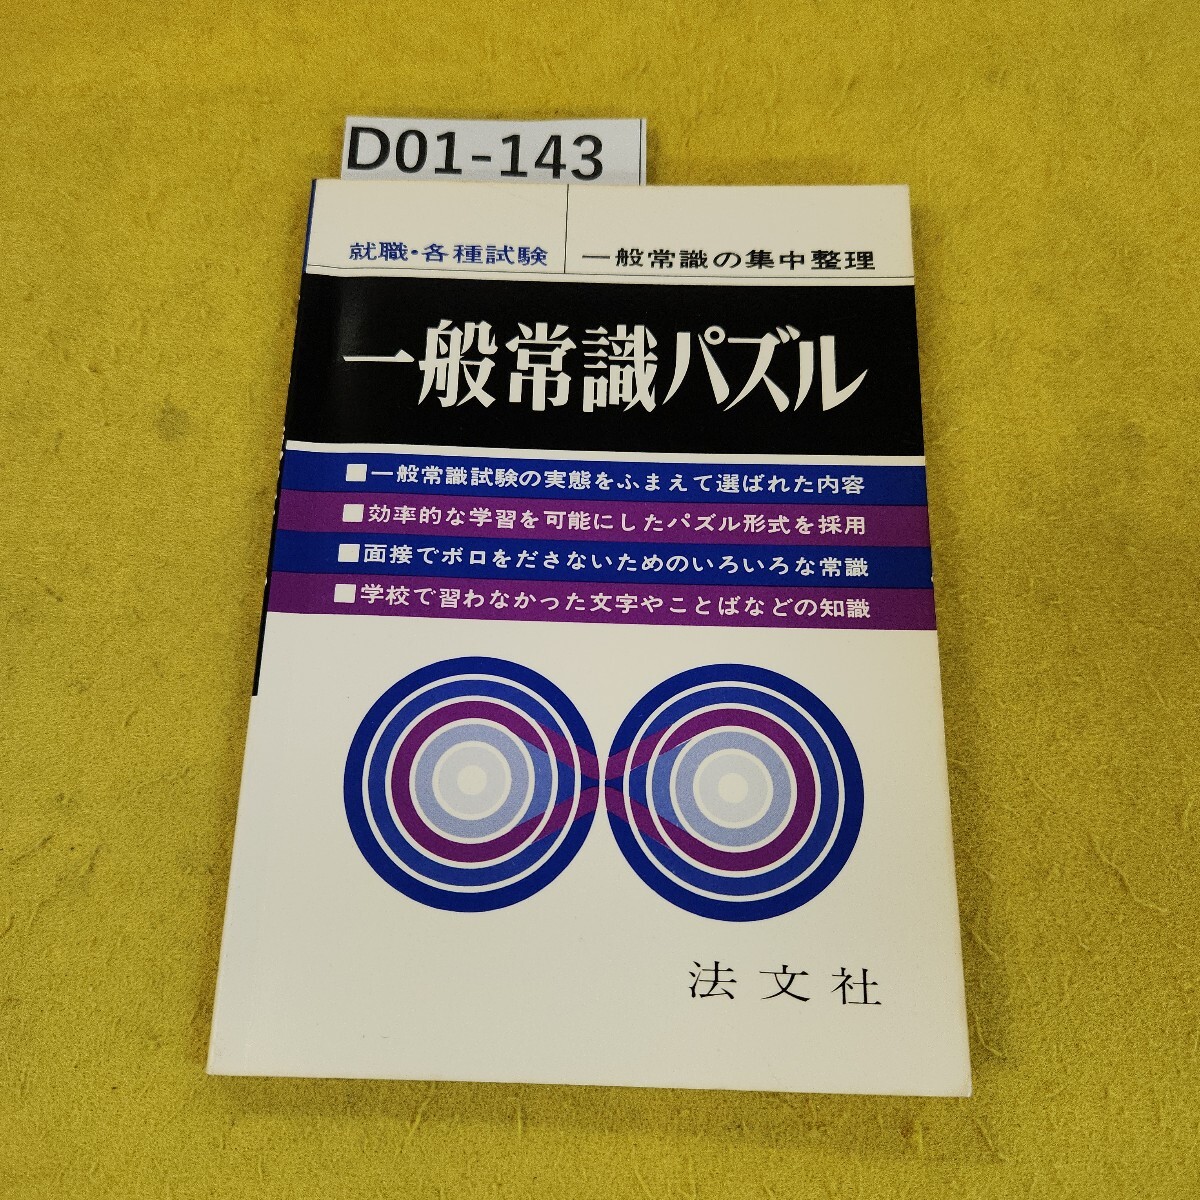 D01-143
就職・各種試験
一般常識の集中整理
一般常識パズル
■一般常識試験の実態をふまえて選ばれた内容
■効率的な学習を可能にしたパズル形式を採用
■面接でボロをださないためのいろいろな常識
■学校で習わなかった文字やことばなどの知識
法文社